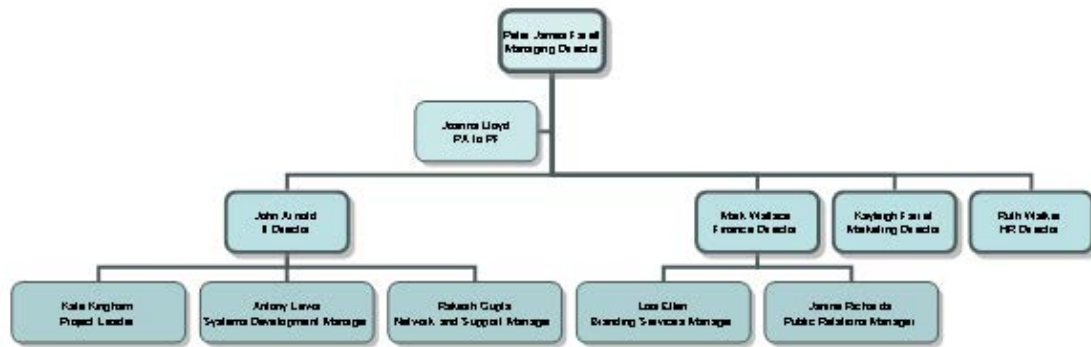 Peter James Farrell
Managing Director
Joanna Lloyd
PA to PF
John Arnold
IT Director
Mark Wallace
Finance Director
Kayleigh Farrell
Marketing Director
Ruth Walker
HR Director
Kate Kingham
Project Leader
Antony
Systems Development Manager
Rakesh Gupta
Network and Support Manager
Lois Ellen
Branding Services Manager
Janine Richards
Public Relations Manager